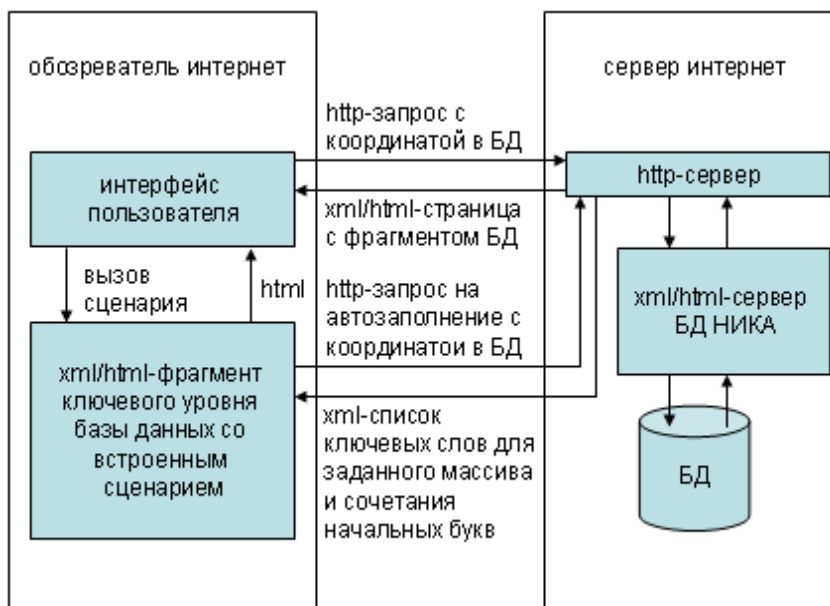 обозреватель интернет
сервер интернет
http-запрос с
координатой в БД
интерфейс
пользователя
http-сервер
xml/html-страница
с фрагментом БД
вызов
сценария
html
http-запрос на
автозаполнение с
координатои в БД
xml/html-сервер
БД НИКА
xml/html-фрагмент
ключевого уровня
базы данных со
встроенным
сценарием
xml-список
ключевых слов для
заданного массива
и сочетания
начальных букв
БД